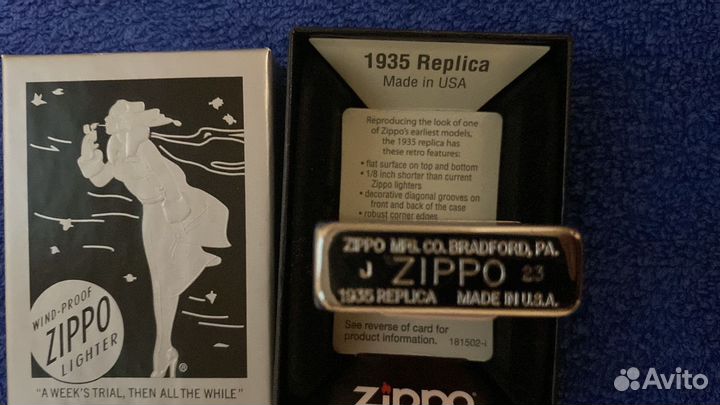 WIND-PROOF
ZIPPO
LIGHTER
®
"A WEEK'S TRIAL, THEN ALL THE WHILE"
1935 Replica
Made in USA
Reproducing the look of one
of Zippo's earliest models,
the 1935 replica has
these retro features:
• flat surface on top and bottom
• 1/8 inch shorter than current
Zippo lighters
• decorative diagonal grooves on
front and back of the case
• robust corner edges
ZIPPO MFG. CO. BRADFORD, PA.
J ZIPPO 23
1935 REPLICA MADE IN U.S.A.
See reverse of card for
product information.
181502-i
zippo
Avito